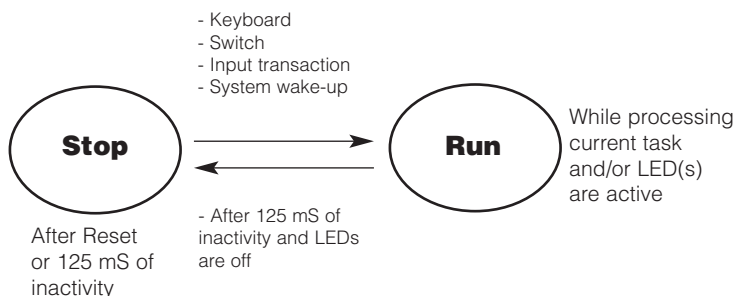 - Keyboard
- Switch
- Input transaction
- System wake-up
Stop
Run
While processing
current task
and/or LED(s)
are active
After Reset
or 125 mS of
inactivity
- After 125 mS of
inactivity and LEDs
are off